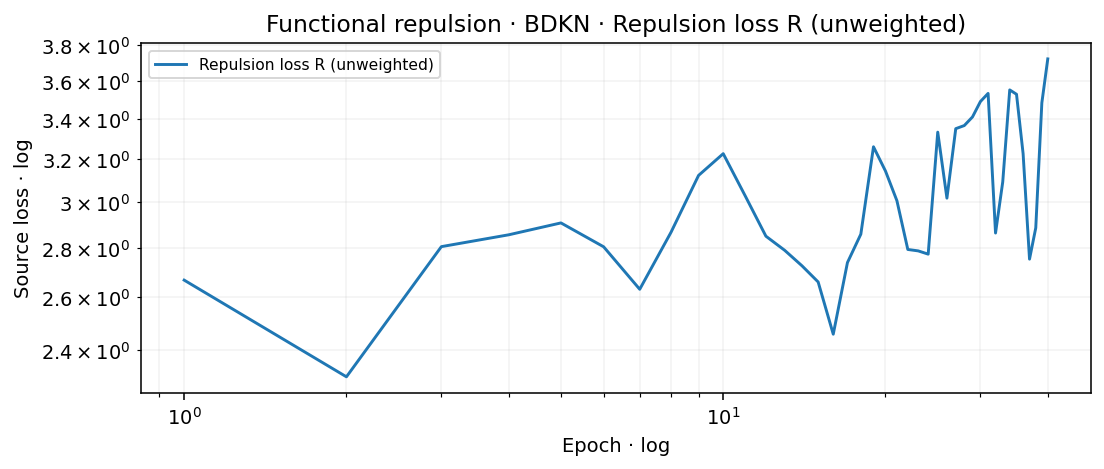 Functional repulsion · BDKN · Repulsion loss R (unweighted)
Repulsion loss R (unweighted)
Source loss · log
3.8 × 10⁰
3.6 × 10⁰
3.4 × 10⁰
3.2 × 10⁰
3 × 10⁰
2.8 × 10⁰
2.6 × 10⁰
2.4 × 10⁰
10⁰
10¹
Epoch · log